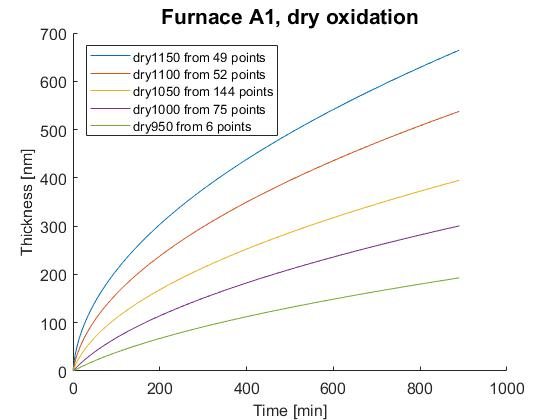 Furnace A1, dry oxidation
700
600
500
400
300
200
100
0
Thickness [nm]
dry1150 from 49 points
dry1100 from 52 points
dry1050 from 144 points
dry1000 from 75 points
dry950 from 6 points
0 200 400 600 800 1000
Time [min]